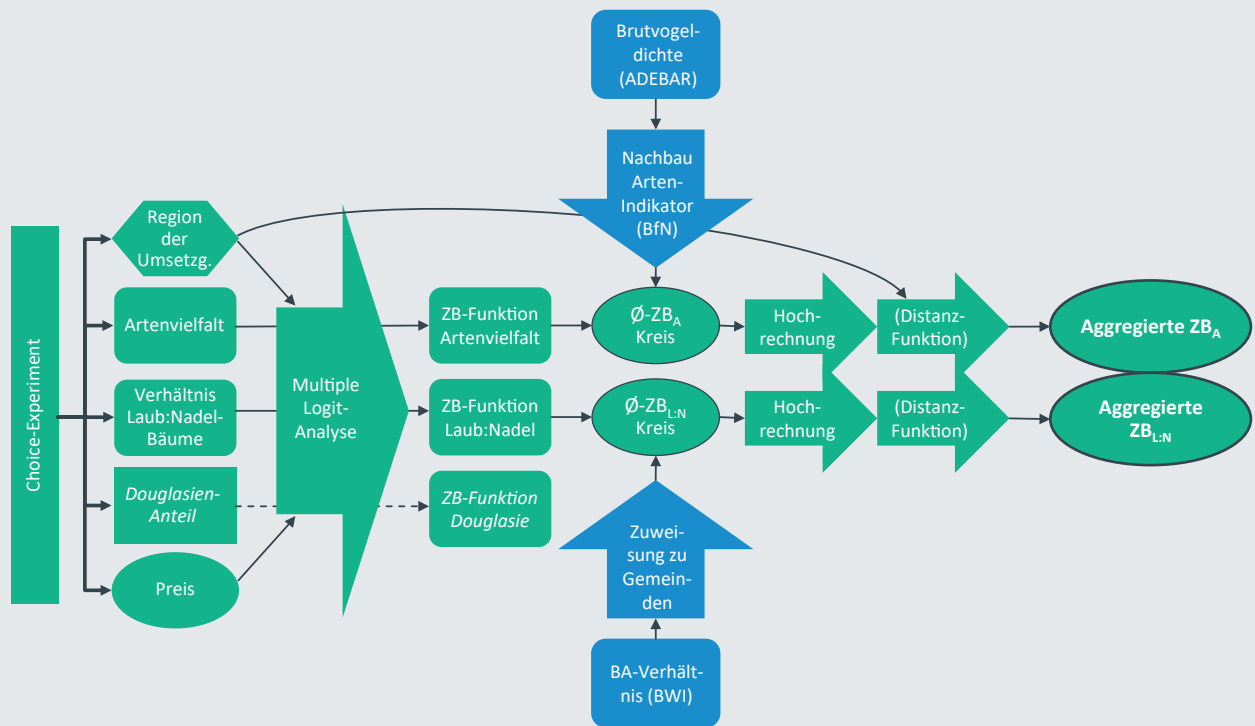 Brutvogel-
dichte
(ADEBAR)
Nachbau
Arten-
Indikator
(BfN)
Choice-Experiment
Region
der
Umsetzg.
Artenvielfalt
Verhältnis
Laub:Nadel-
Bäume
Douglasien-
Anteil
Preis
Multiple
Logit-
Analyse
ZB-Funktion
Artenvielfalt
ZB-Funktion
Laub:Nadel
ZB-Funktion
Douglasie
Ø-ZBA
Kreis
Ø-ZBL:N
Kreis
Hoch-
rechnung
(Distanz-
Funktion)
Aggregierte ZBA
Hoch-
rechnung
(Distanz-
Funktion)
Aggregierte
ZBL:N
Zuwei-
sung zu
Gemein-
den
BA-Verhält-
nis (BWI)